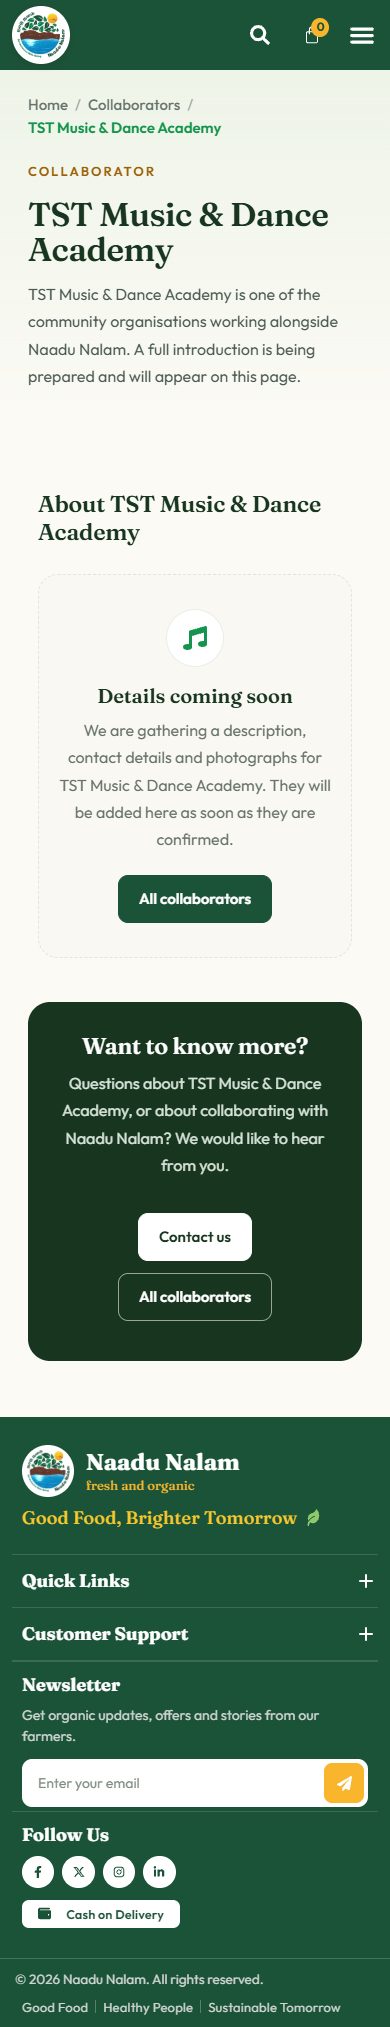 0
Home / Collaborators /
TST Music & Dance Academy
COLLABORATOR
TST Music & Dance
Academy
TST Music & Dance Academy is one of the
community organisations working alongside
Naadu Nalam. A full introduction is being
prepared and will appear on this page.
About TST Music & Dance
Academy
Details coming soon
We are gathering a description,
contact details and photographs for
TST Music & Dance Academy. They will
be added here as soon as they are
confirmed.
All collaborators
Want to know more?
Questions about TST Music & Dance
Academy, or about collaborating with
Naadu Nalam? We would like to hear
from you.
Contact us
All collaborators
Naadu Nalam
fresh and organic
Good Food, Brighter Tomorrow
Quick Links
Customer Support
Newsletter
Get organic updates, offers and stories from our
farmers.
Enter your email
Follow Us
Cash on Delivery
© 2026 Naadu Nalam. All rights reserved.
Good Food | Healthy People | Sustainable Tomorrow